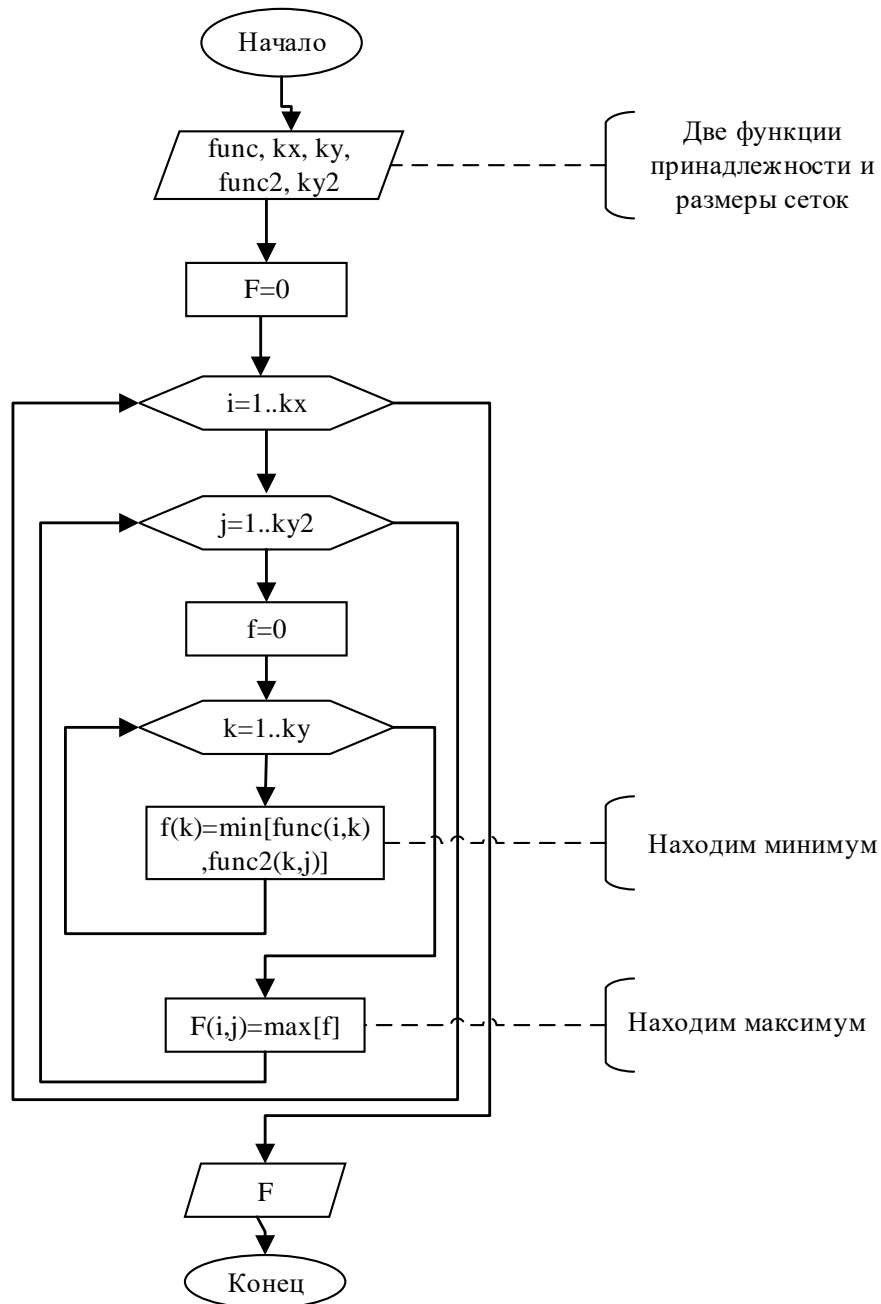 Начало
func, kx, ky,
func2, ky2
Две функции
принадлежности и
размеры сеток
F=0
i=1..kx
j=1..ky2
f=0
k=1..ky
f(k)=min[func(i,k)
,func2(k,j)]
Находим минимум
F(i,j)=max[f]
Находим максимум
F
Конец